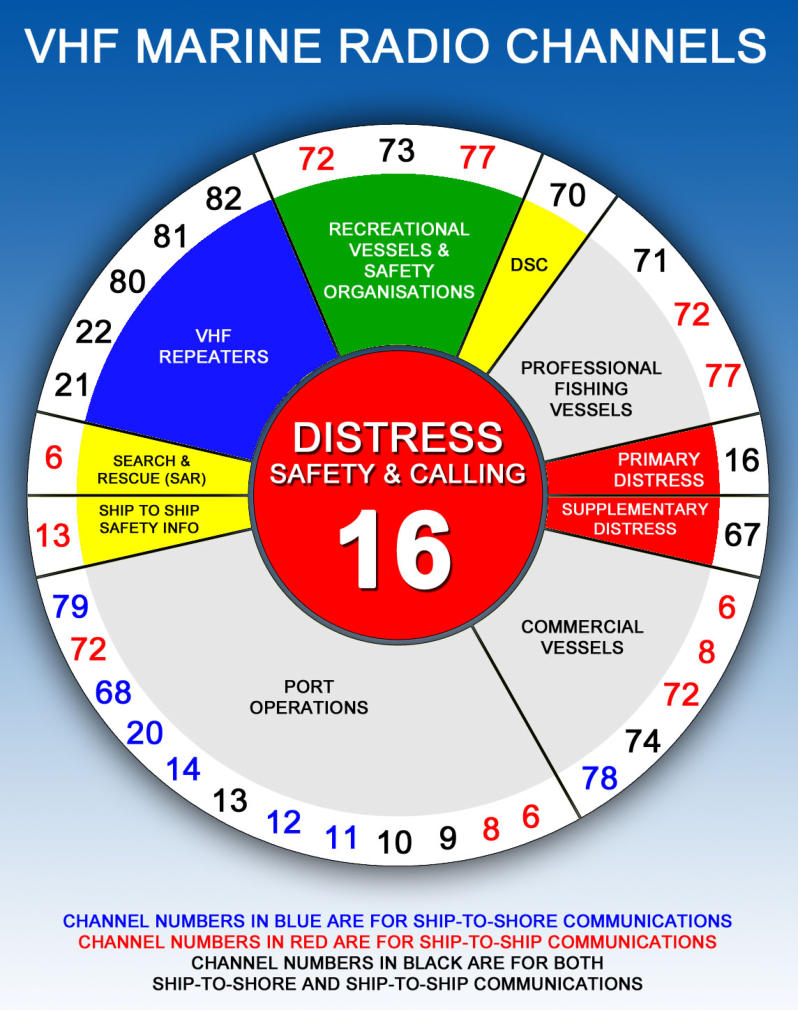 VHF MARINE RADIO CHANNELS
72
73
77
RECREATIONAL
VESSELS &
SAFETY
ORGANISATIONS
70
DSC
71
72
77
PROFESSIONAL
FISHING
VESSELS
16
PRIMARY
DISTRESS
67
SUPPLEMENTARY
DISTRESS
6
8
72
74
78
COMMERCIAL
VESSELS
6
8
9
10
11
12
13
14
20
68
72
79
PORT
OPERATIONS
13
SHIP TO SHIP
SAFETY INFO
6
SEARCH &
RESCUE (SAR)
21
22
80
81
82
VHF
REPEATERS
DISTRESS
SAFETY & CALLING
16
CHANNEL NUMBERS IN BLUE ARE FOR SHIP-TO-SHORE COMMUNICATIONS
CHANNEL NUMBERS IN RED ARE FOR SHIP-TO-SHIP COMMUNICATIONS
CHANNEL NUMBERS IN BLACK ARE FOR BOTH
SHIP-TO-SHORE AND SHIP-TO-SHIP COMMUNICATIONS